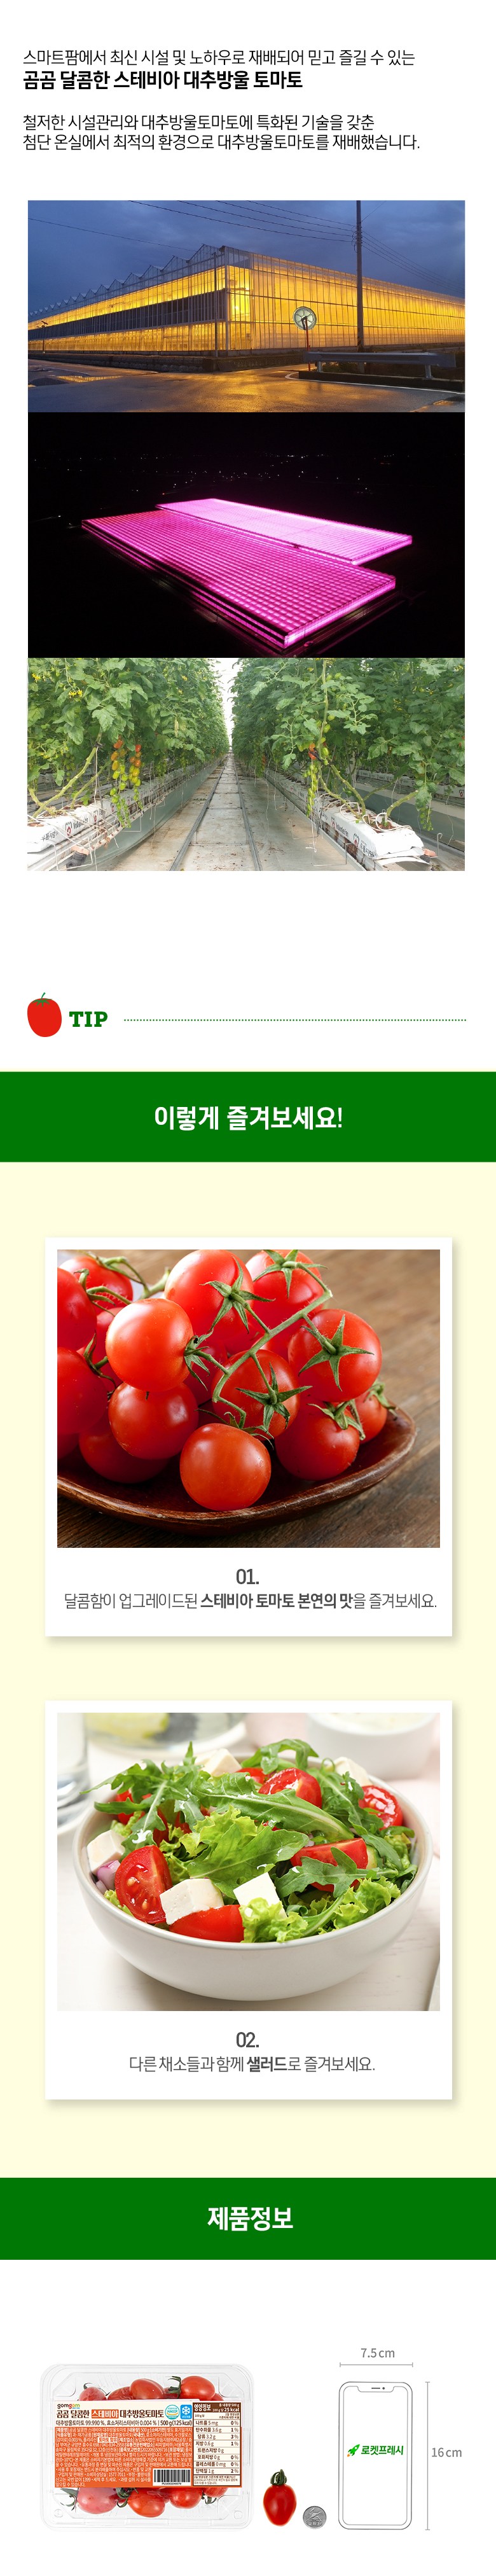 스마트팜에서 최신 시설 및 노하우로 재배되어 믿고 즐길 수 있는
곰곰 달콤한 스테비아 대추방울 토마토
철저한 시설관리와 대추방울토마토에 특화된 기술을 갖춘
첨단 온실에서 최적의 환경으로 대추방울토마토를 재배했습니다.
TIP
이렇게 즐겨보세요!
01.
달콤함이 업그레이드된 스테비아 토마토 본연의 맛을 즐겨보세요.
02.
다른 채소들과 함께 샐러드로 즐겨보세요.
제품정보
gomgom
곰곰 달콤한 스테비아 대추방울토마토
영양정보
7.5 cm
로켓프레시
16 cm